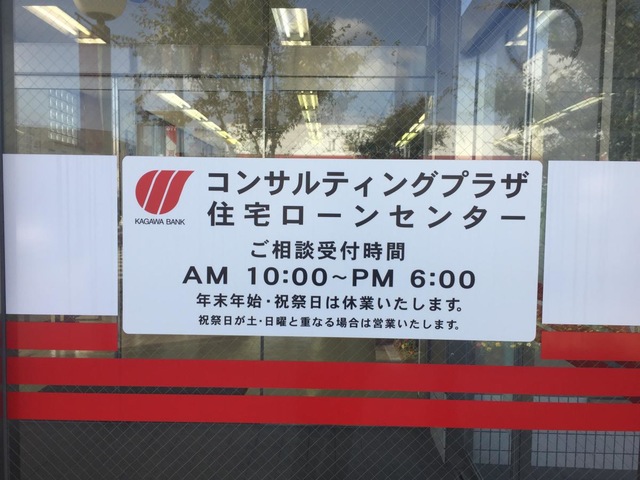 コンサルティングプラザ
住宅ローンセンター
KAGAWA BANK
ご相談受付時間
AM 10:00～PM 6:00
年末年始・祝祭日は休業いたします。
祝祭日が土・日曜と重なる場合は営業いたします。